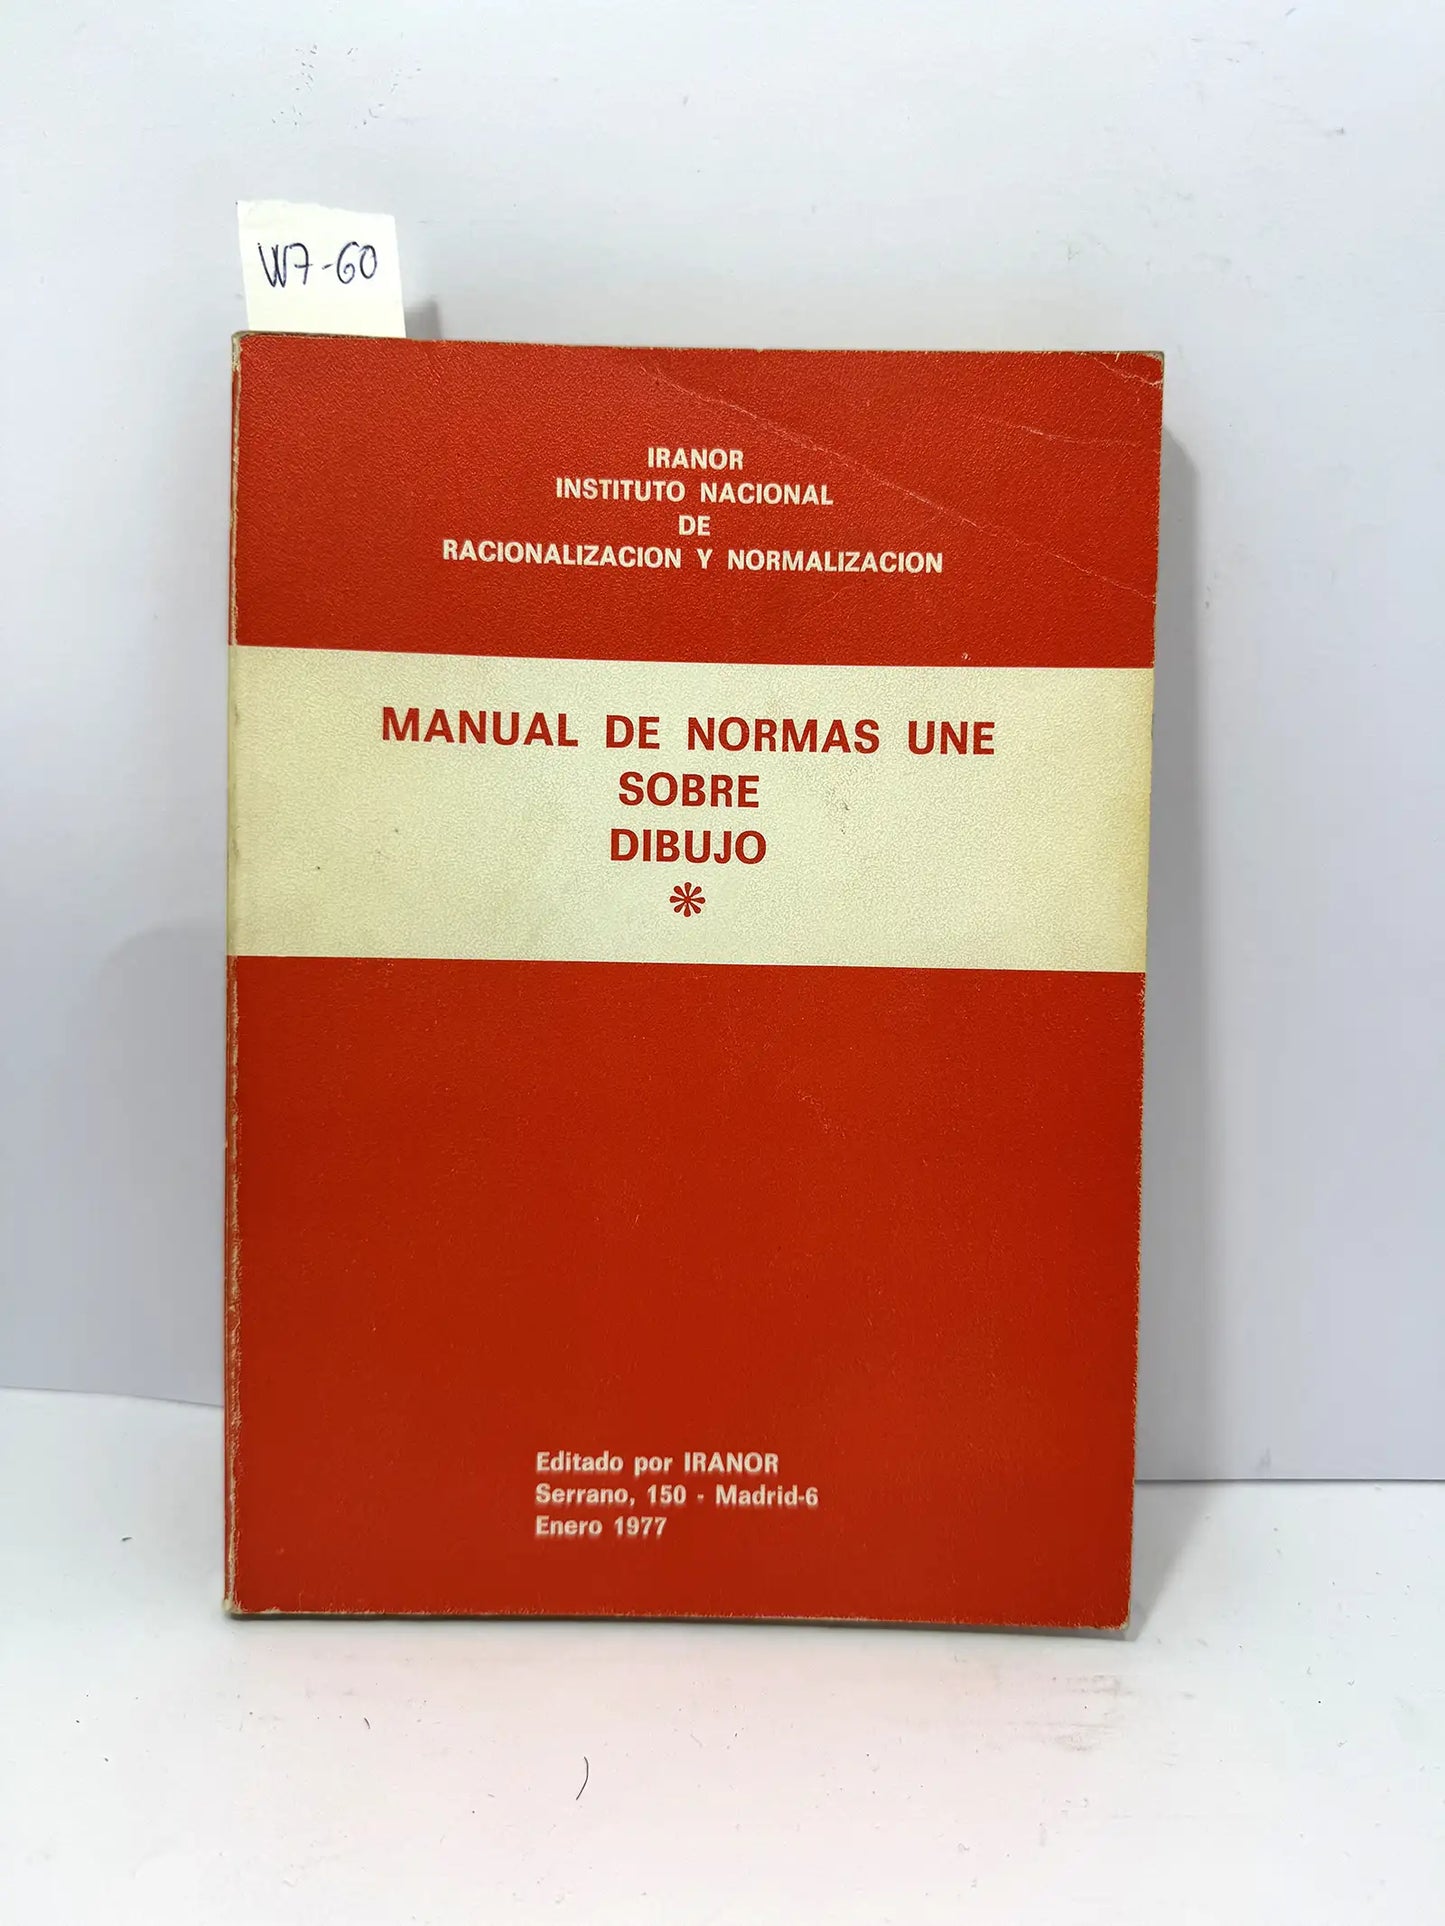 W7-60
IRANOR
INSTITUTO NACIONAL
DE
RACIONALIZACION Y NORMALIZACION
MANUAL DE NORMAS UNE
SOBRE
DIBUJO
Editado por IRANOR
Serrano, 150 - Madrid-6
Enero 1977